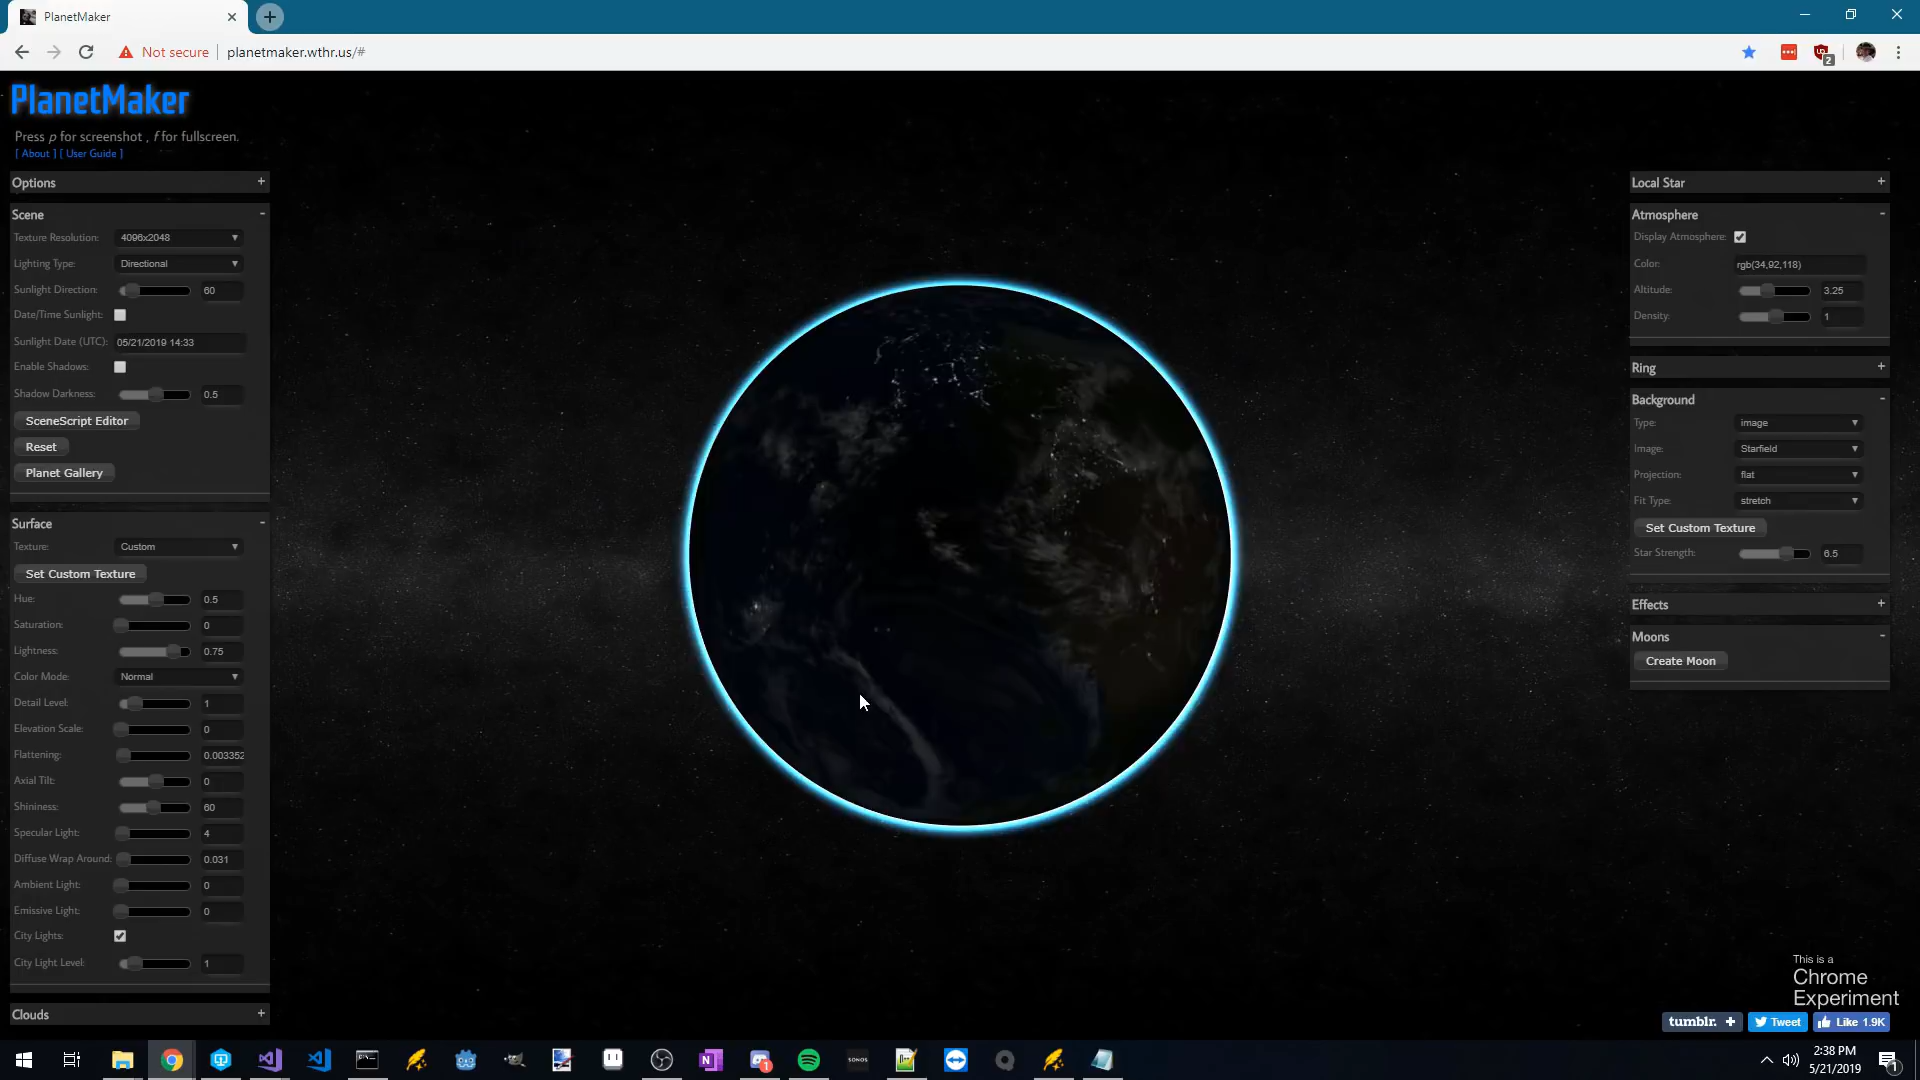 PlanetMaker
Not secure
planetmaker.wthr.us/#
2
PlanetMaker
Press p for screenshot , f for fullscreen.
[ About ] [ User Guide ]
Options +
Scene -
Texture Resolution: 4096x2048
Lighting Type: Directional
Sunlight Direction: 60
Date/Time Sunlight:
Sunlight Date (UTC): 05/21/2019 14:33
Enable Shadows:
Shadow Darkness: 0.5
SceneScript Editor
Reset
Planet Gallery
Surface -
Texture: Custom
Set Custom Texture
Hue: 0.5
Saturation: 0
Lightness: 0.75
Color Mode: Normal
Detail Level: 1
Elevation Scale: 0
Flattening: 0.003352
Axial Tilt: 0
Shininess: 60
Specular Light: 4
Diffuse Wrap Around: 0.031
Ambient Light: 0
Emissive Light: 0
City Lights:
City Light Level: 1
Clouds +
Local Star +
Atmosphere -
Display Atmosphere:
Color: rgb(34,92,118)
Altitude: 3.25
Density: 1
Ring +
Background -
Type: image
Image: Starfield
Projection: flat
Fit Type: stretch
Set Custom Texture
Star Strength: 6.5
Effects +
Moons -
Create Moon
This is a
Chrome
Experiment
tumblr. + Tweet Like 1.9K
N
1
SONOS
2:38 PM
5/21/2019
1